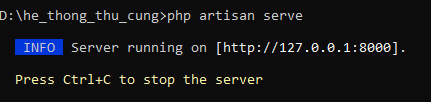 D:\he_thong_thu_cung>php artisan serve
INFO Server running on [http://127.0.0.1:8000].
Press Ctrl+C to stop the server